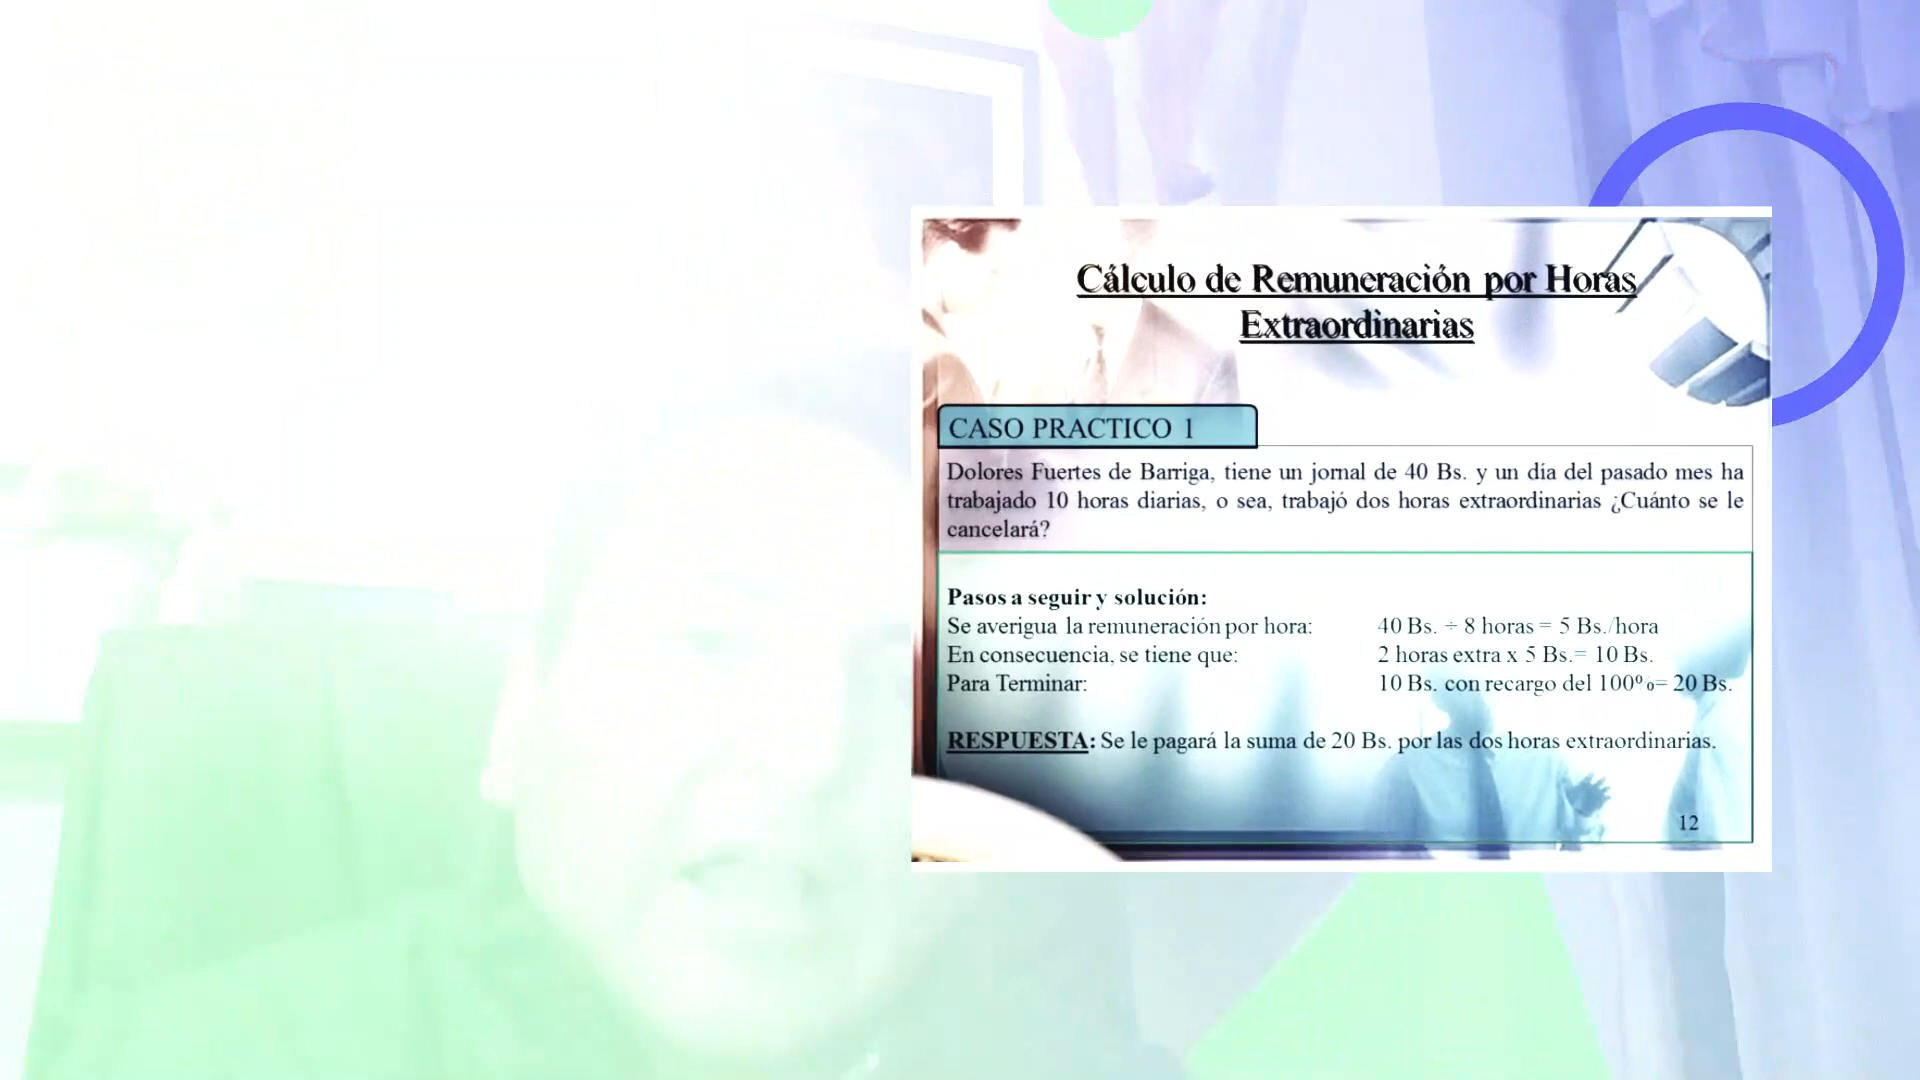 Cálculo de Remuneración por Horas
Extraordinarias
CASO PRACTICO 1
Dolores Fuertes de Barriga, tiene un jornal de 40 Bs. y un día del pasado mes ha
trabajado 10 horas diarias, o sea, trabajó dos horas extraordinarias ¿Cuánto se le
cancelará?
Pasos a seguir y solución:
Se averigua la remuneración por hora: 40 Bs. ÷ 8 horas = 5 Bs./hora
En consecuencia, se tiene que: 2 horas extra x 5 Bs.= 10 Bs.
Para Terminar: 10 Bs. con recargo del 100%= 20 Bs.
RESPUESTA: Se le pagará la suma de 20 Bs. por las dos horas extraordinarias.
12